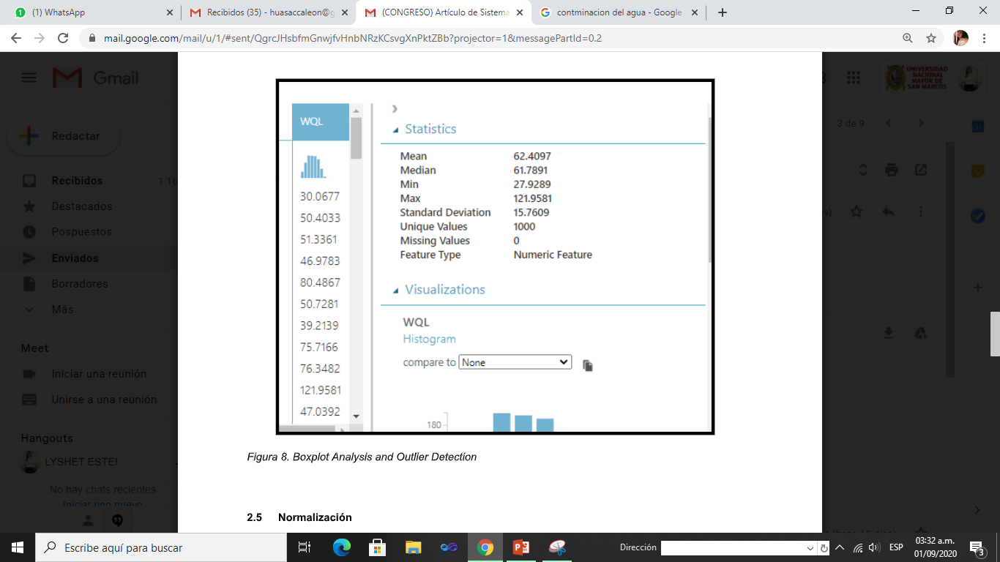 (1) WhatsApp
Recibidos (35) - huasaccaleon@g
(CONGRESO) Artículo de Sistema
contminacion del agua - Google
mail.google.com/mail/u/1/#sent/QgrcJHsbfmGnwjfvHnbNRzKCsvgXnPktZBb?projector=1&messagePartId=0.2
Gmail
UNIVERSIDAD
NACIONAL
MAYOR DE
SAN MARCOS
Redactar
3 de 9
Recibidos 1.16
Destacados
Pospuestos
Enviados
Borradores
Más
Meet
Iniciar una reunión
Unirse a una reunión
Hangouts
LYSHET ESTEF
No hay chats recientes
Iniciar uno nuevo
WQL
30.0677
50.4033
51.3361
46.9783
80.4867
50.7281
39.2139
75.7166
76.3482
121.9581
47.0392
Statistics
Mean 62.4097
Median 61.7891
Min 27.9289
Max 121.9581
Standard Deviation 15.7609
Unique Values 1000
Missing Values 0
Feature Type Numeric Feature
Visualizations
WQL
Histogram
compare to None
180
Figura 8. Boxplot Analysis and Outlier Detection
2.5 Normalización
Escribe aquí para buscar
Dirección
ESP
03:32 a.m.
01/09/2020
3